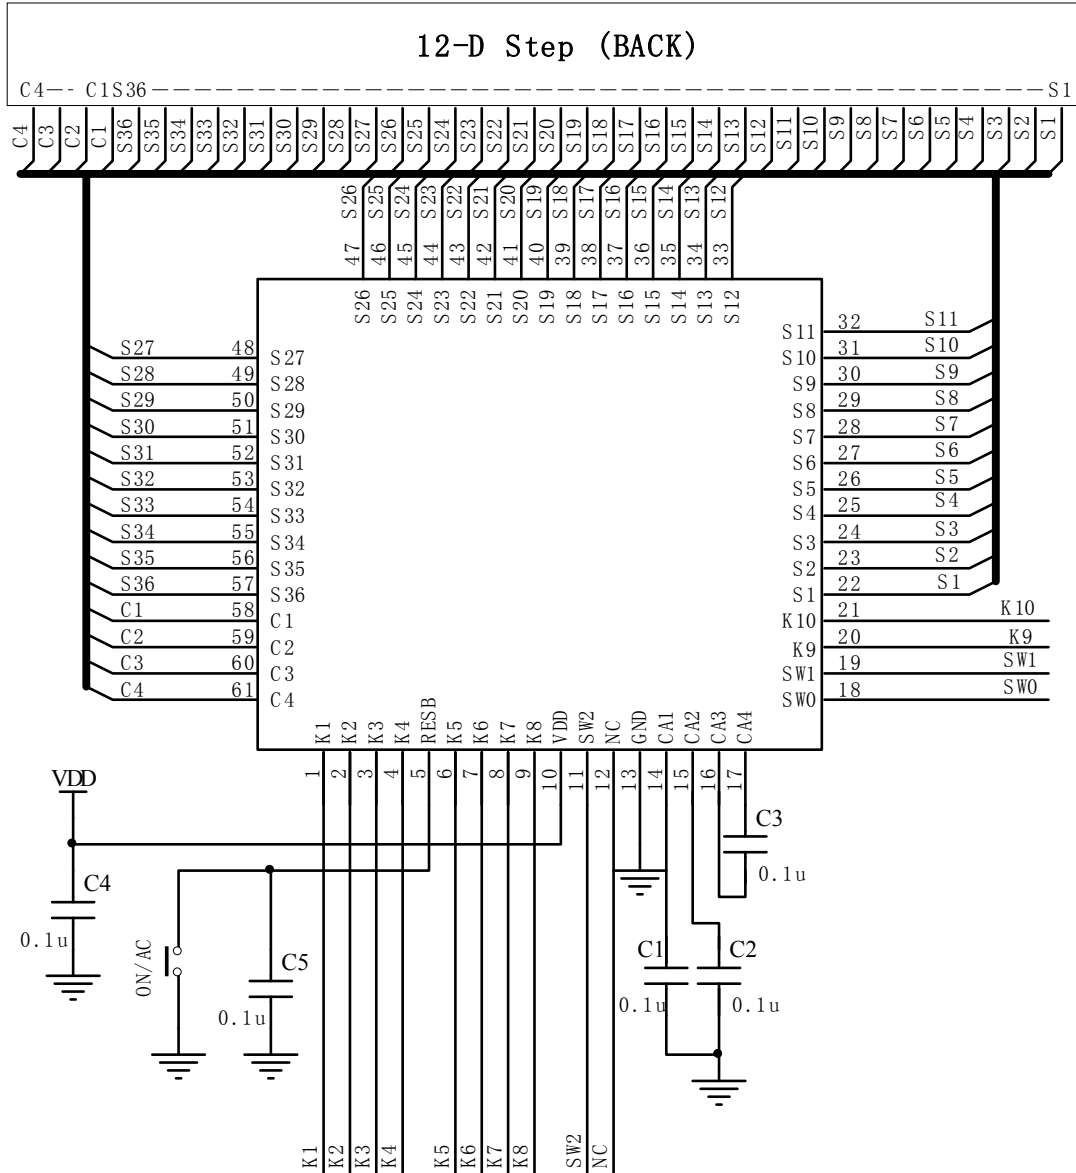 12-D Step (BACK)
C4 C1 S36 S1
C4 C3 C2 C1 S36 S35 S34 S33 S32 S31 S30 S29 S28 S27 S26 S25 S24 S23 S22 S21 S20 S19 S18 S17 S16 S15 S14 S13 S12 S11 S10 S9 S8 S7 S6 S5 S4 S3 S2 S1
S26 S25 S24 S23 S22 S21 S20 S19 S18 S17 S16 S15 S14 S13 S12
47 46 45 44 43 42 41 40 39 38 37 36 35 34 33
S26 S25 S24 S23 S22 S21 S20 S19 S18 S17 S16 S15 S14 S13 S12
S27 48 S27
S28 49 S28
S29 50 S29
S30 51 S30
S31 52 S31
S32 53 S32
S33 54 S33
S34 55 S34
S35 56 S35
S36 57 S36
C1 58 C1
C2 59 C2
C3 60 C3
C4 61 C4
S11 32 S11
S10 31 S10
S9 30 S9
S8 29 S8
S7 28 S7
S6 27 S6
S5 26 S5
S4 25 S4
S3 24 S3
S2 23 S2
S1 22 S1
K10 21 K10
K9 20 K9
SW1 19 SW1
SW0 18 SW0
K1 K2 K3 K4 RESB K5 K6 K7 K8 VDD SW2 NC GND CA1 CA2 CA3 CA4
1 2 3 4 5 6 7 8 9 10 11 12 13 14 15 16 17
VDD
C4
0.1u
ON/AC
C5
0.1u
C3
0.1u
C1
0.1u
C2
0.1u
K1 K2 K3 K4 K5 K6 K7 K8 SW2 NC